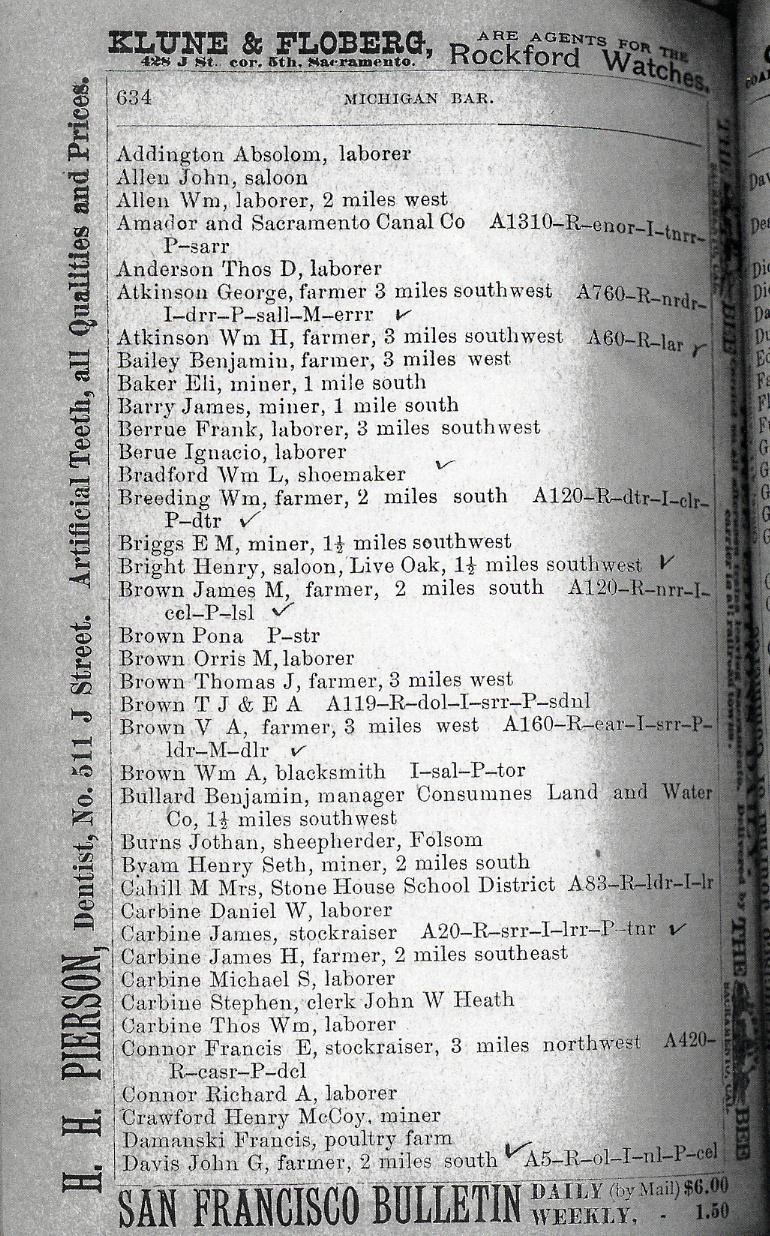 KLUNE & FLOBERG,
428 J St. cor. 5th, Sacramento.
ARE AGENTS FOR THE
Rockford Watches.
634 MICHIGAN BAR.
Addington Absolom, laborer
Allen John, saloon
Allen Wm, laborer, 2 miles west
Amador and Sacramento Canal Co A1310–R–enor–I–tnrr–
P–sarr
Anderson Thos D, laborer
Atkinson George, farmer 3 miles southwest A760–R–nrdr–
I–drr–P–sall–M–errr ✓
Atkinson Wm H, farmer, 3 miles southwest A60–R–lar ✓
Bailey Benjamin, farmer, 3 miles west
Baker Eli, miner, 1 mile south
Barry James, miner, 1 mile south
Berrue Frank, laborer, 3 miles southwest
Berue Ignacio, laborer
Bradford Wm L, shoemaker ✓
Breeding Wm, farmer, 2 miles south A120–R–dtr–I–clr–
P–dtr ✓
Briggs E M, miner, 1½ miles southwest
Bright Henry, saloon, Live Oak, 1½ miles southwest ✓
Brown James M, farmer, 2 miles south A120–R–nrr–I–
ccl–P–lsl ✓
Brown Pona P–str
Brown Orris M, laborer
Brown Thomas J, farmer, 3 miles west
Brown T J & E A A119–R–dol–I–srr–P–sdnl
Brown V A, farmer, 3 miles west A160–R–ear–I–srr–P–
ldr–M–dlr ✓
Brown Wm A, blacksmith I–sal–P–tor
Bullard Benjamin, manager Consumnes Land and Water
Co, 1½ miles southwest
Burns Jothan, sheepherder, Folsom
Byam Henry Seth, miner, 2 miles south
Cahill M Mrs, Stone House School District A83–R–ldr–I–lr
Carbine Daniel W, laborer
Carbine James, stockraiser A20–R–srr–I–lrr–P–tnr ✓
Carbine James H, farmer, 2 miles southeast
Carbine Michael S, laborer
Carbine Stephen, clerk John W Heath
Carbine Thos Wm, laborer
Connor Francis E, stockraiser, 3 miles northwest A420–
R–casr–P–dcl
Connor Richard A, laborer
Crawford Henry McCoy, miner
Damanski Francis, poultry farm
Davis John G, farmer, 2 miles south ✓ A5–R–ol–I–nl–P–cel
SAN FRANCISCO BULLETIN
DAILY (by Mail) $6.00
WEEKLY, - 1.50
H. H. PIERSON, Dentist, No. 511 J Street. Artificial Teeth, all Qualities and Prices.
THE
BEE
Delivered by THE
BEE